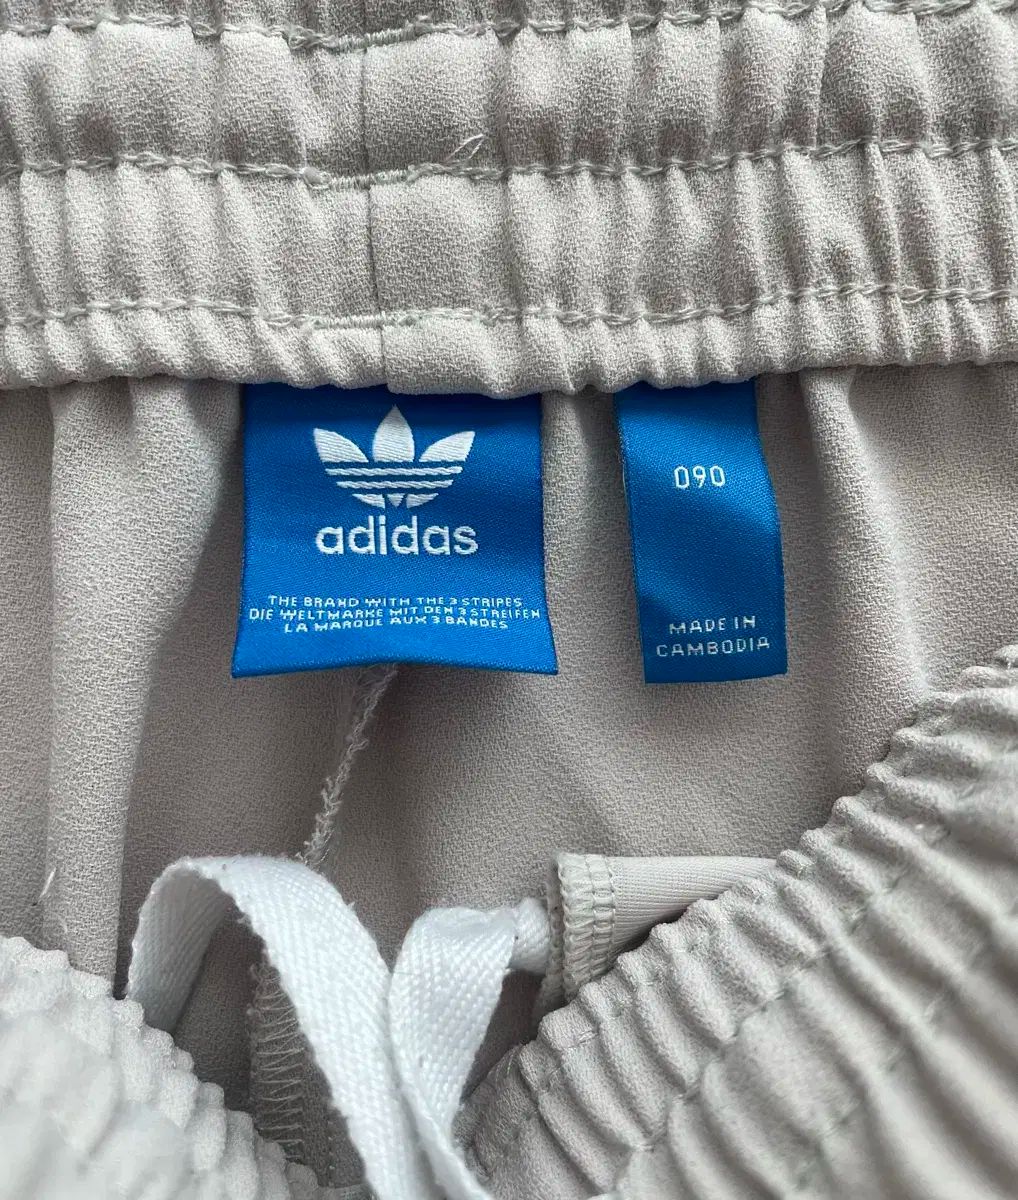 adidas
THE BRAND WITH THE 3 STRIPES
DIE WELTMARKE MIT DEN 3 STREIFEN
LA MARQUE AUX 3 BANDES
090
MADE IN
CAMBODIA